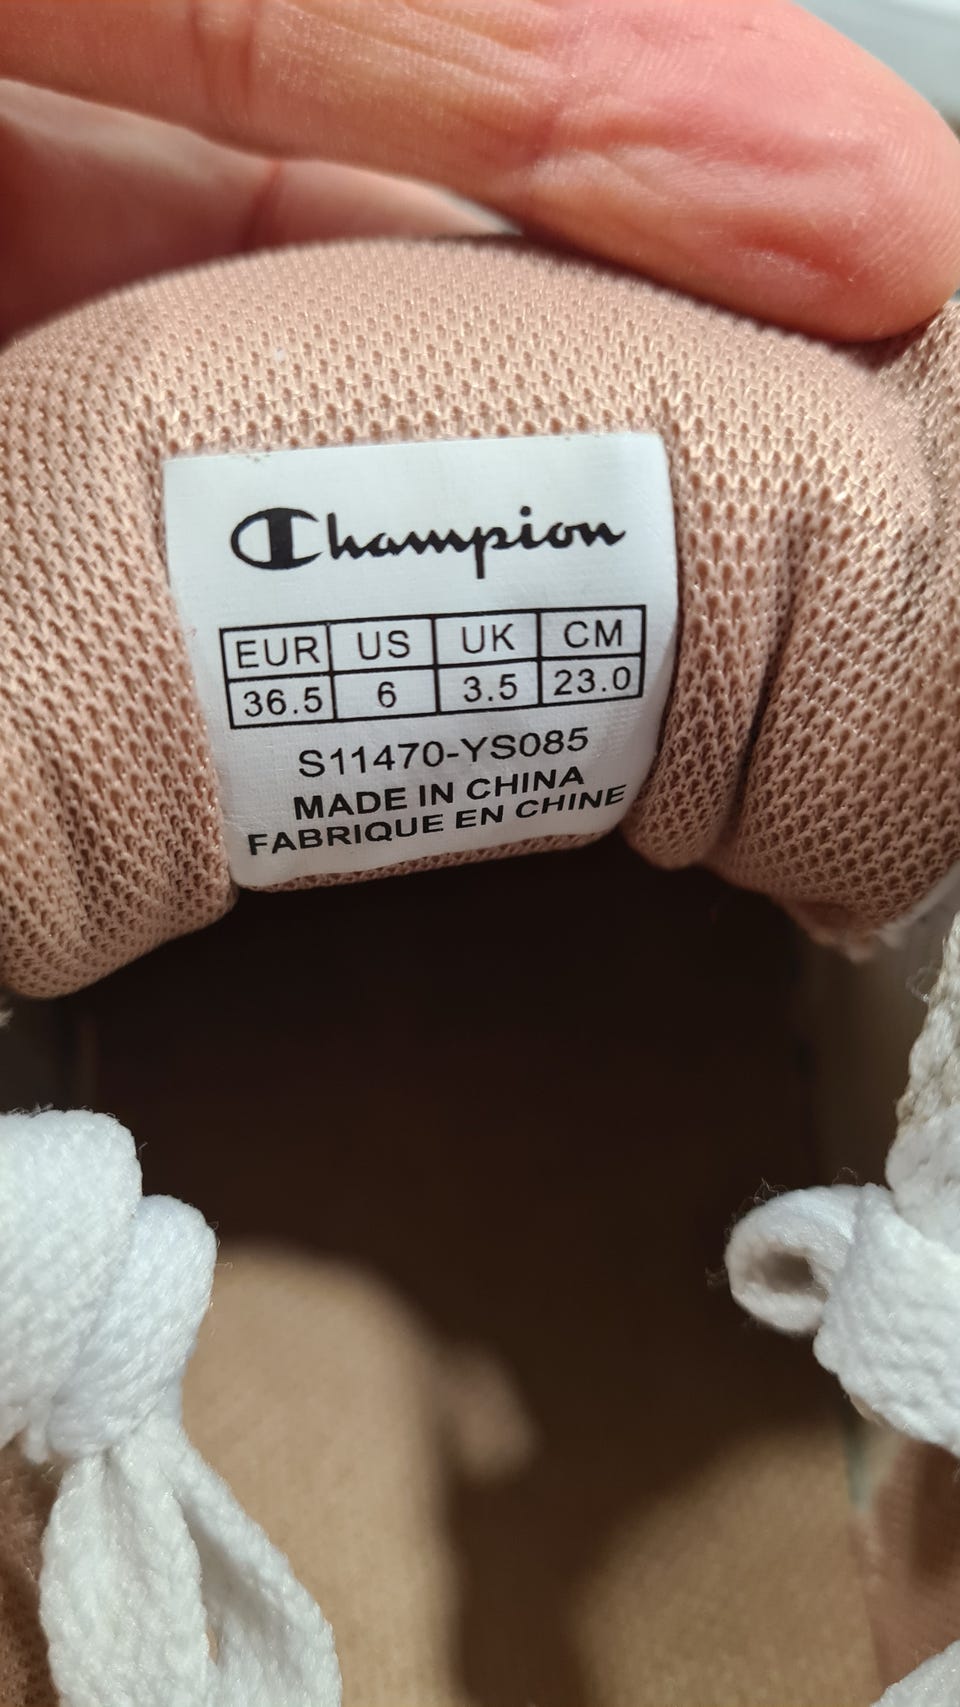 Champion
EUR US UK CM
36.5 6 3.5 23.0
S11470-YS085
MADE IN CHINA
FABRIQUE EN CHINE